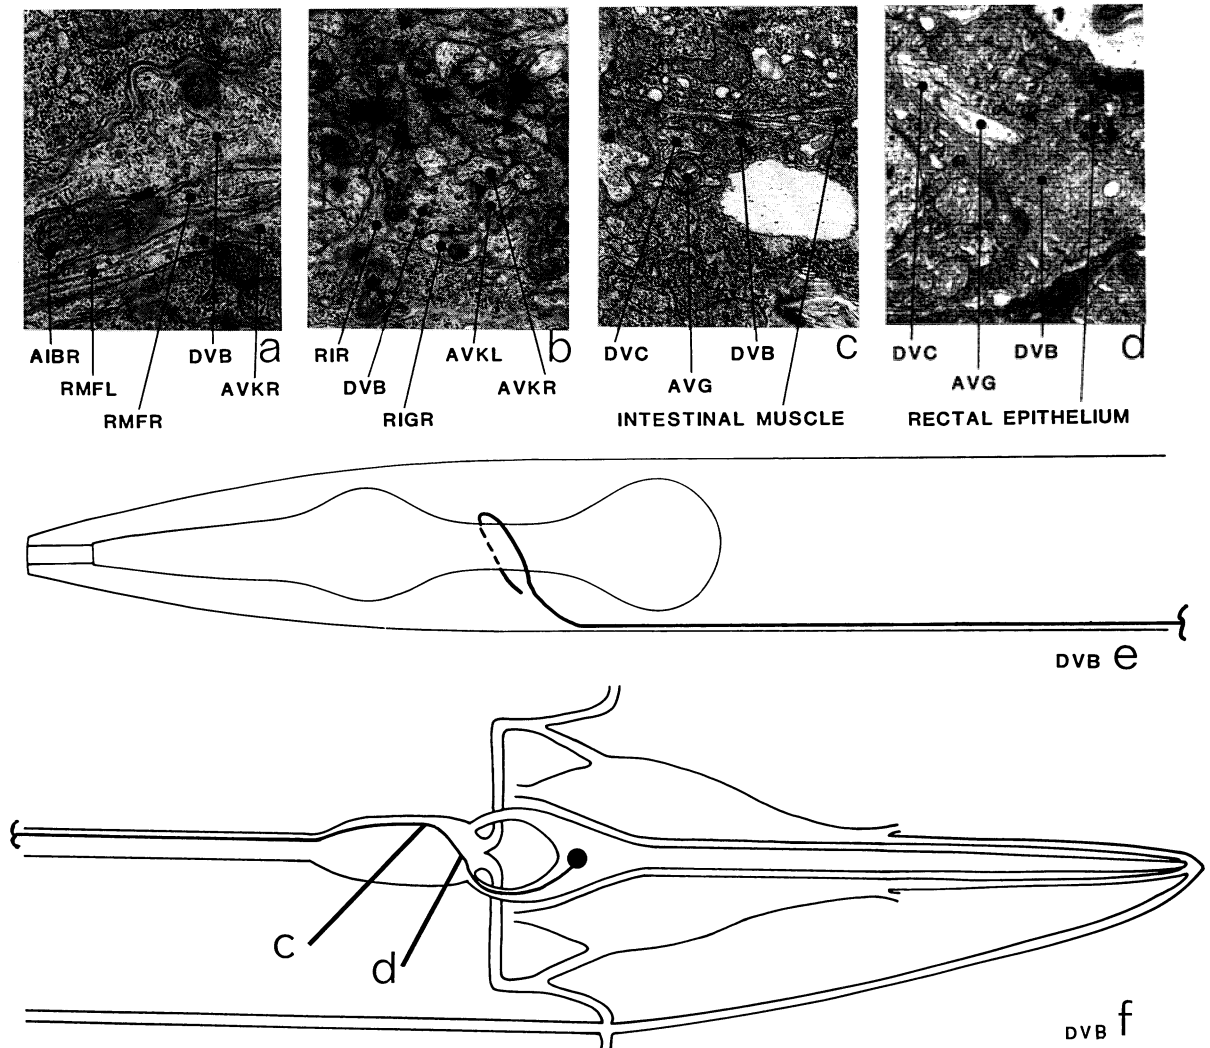 AIBR DVB a
RMFL AVKR
RMFR
RIR AVKL b
DVB AVKR
RIGR
DVC DVB c
AVG
INTESTINAL MUSCLE
DVC DVB d
AVG
RECTAL EPITHELIUM
DVB e
c
d
DVB f